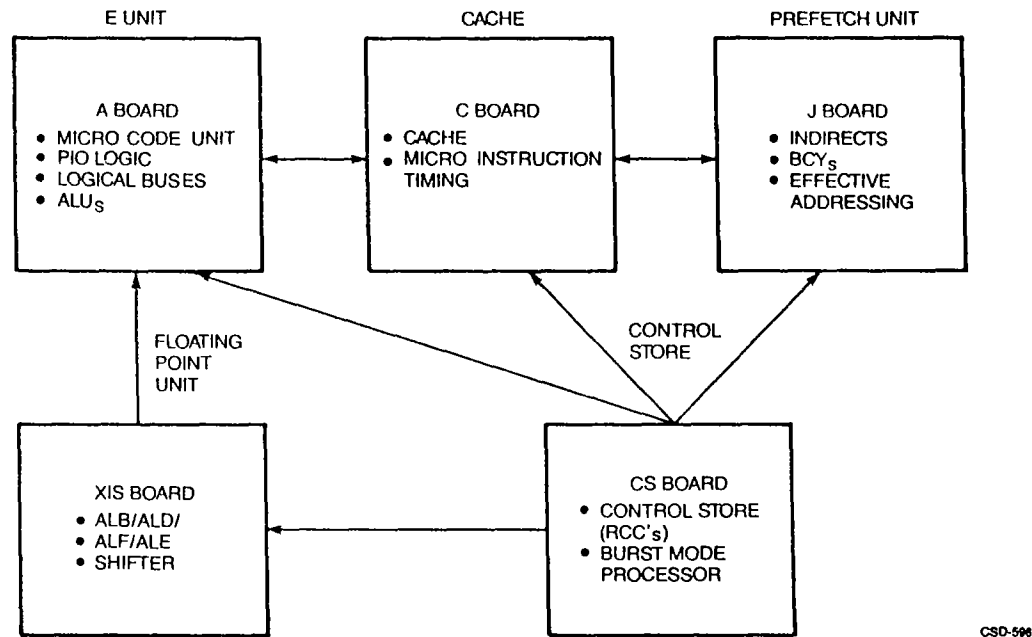 E UNIT
CACHE
PREFETCH UNIT
A BOARD
• MICRO CODE UNIT
• PIO LOGIC
• LOGICAL BUSES
• ALUs
C BOARD
• CACHE
• MICRO INSTRUCTION
TIMING
J BOARD
• INDIRECTS
• BCYs
• EFFECTIVE
ADDRESSING
FLOATING
POINT
UNIT
CONTROL
STORE
XIS BOARD
• ALB/ALD/
• ALF/ALE
• SHIFTER
CS BOARD
• CONTROL STORE
(RCC's)
• BURST MODE
PROCESSOR